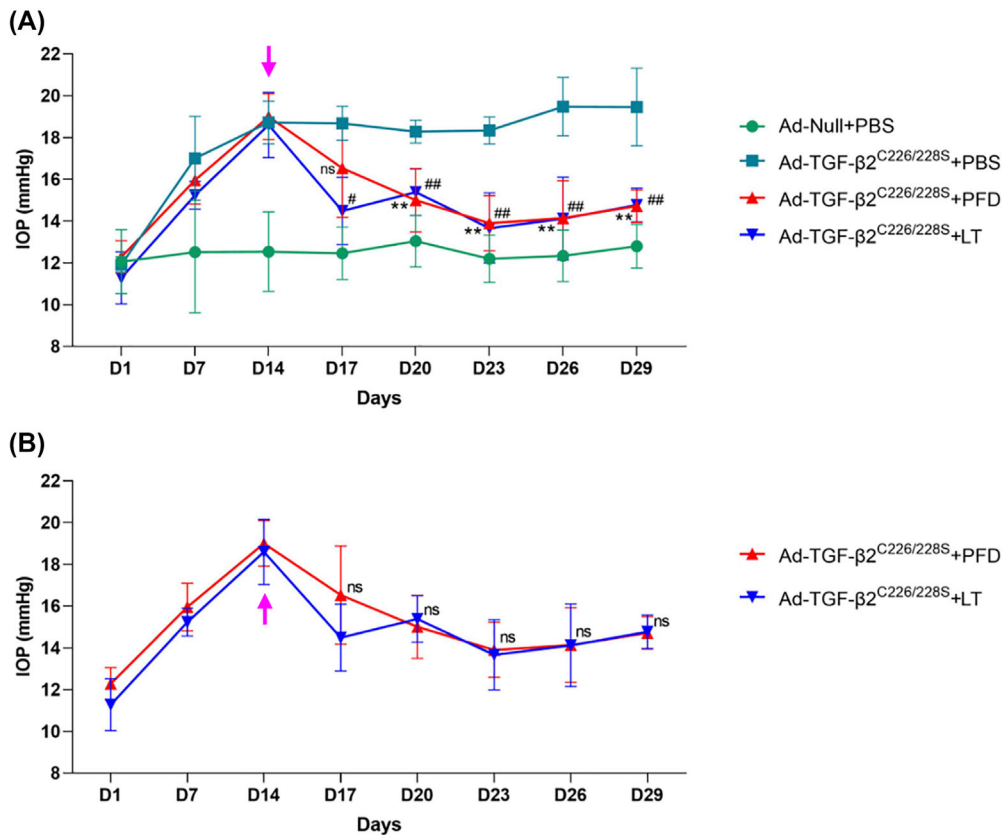 (A)
22
20
18
16
14
12
10
8
IOP (mmHg)
ns
#
##
**
##
**
##
**
##
**
D1 D7 D14 D17 D20 D23 D26 D29
Days
Ad-Null+PBS
Ad-TGF-β2C226/228S+PBS
Ad-TGF-β2C226/228S+PFD
Ad-TGF-β2C226/228S+LT
(B)
22
20
18
16
14
12
10
8
IOP (mmHg)
ns
ns
ns
ns
ns
D1 D7 D14 D17 D20 D23 D26 D29
Days
Ad-TGF-β2C226/228S+PFD
Ad-TGF-β2C226/228S+LT